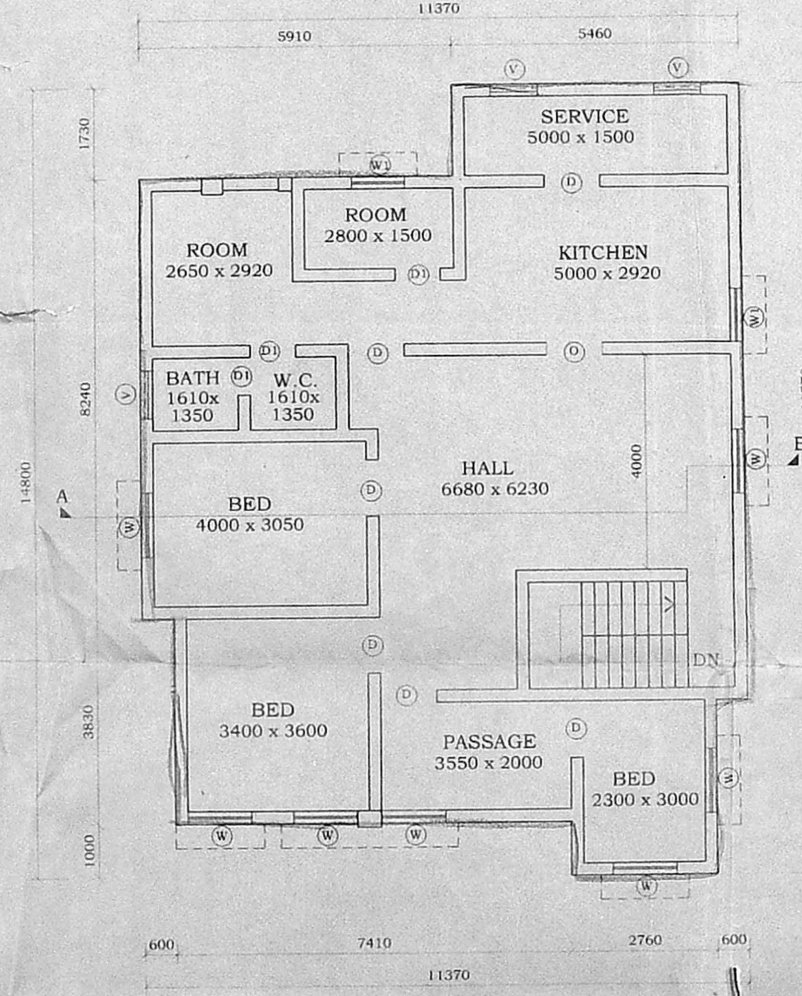 11370
5910
5460
V
V
1730
SERVICE
5000 x 1500
W1
D
ROOM
2800 x 1500
ROOM
2650 x 2920
KITCHEN
5000 x 2920
D1
W1
D1
D
O
V
BATH
1610x
1350
D1
W.C.
1610x
1350
8240
14800
HALL
6680 x 6230
4000
W
B
A
BED
4000 x 3050
D
W
D
DN
D
3830
BED
3400 x 3600
PASSAGE
3550 x 2000
D
BED
2300 x 3000
W
W
W
W
1000
W
600
7410
2760
600
11370